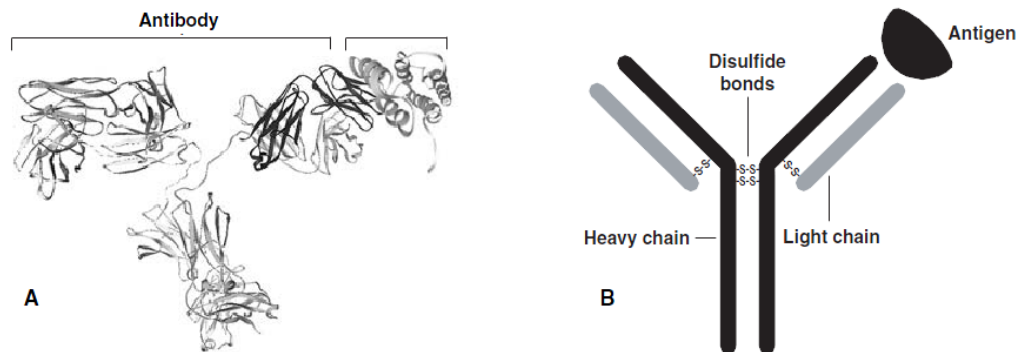 Antibody
A
Antigen
Disulfide
bonds
-S-S-
-S-S-
-S-S-
-S-S-
Heavy chain
Light chain
B